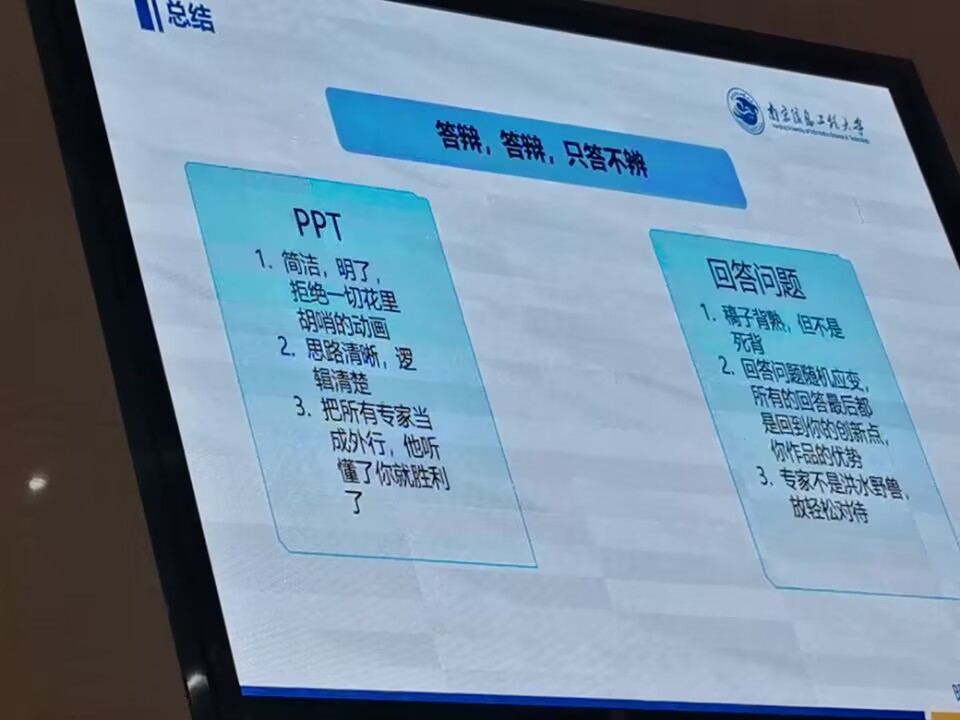 总结
南京信息工程大学
答辩，答辩，只答不辨
PPT
1. 简洁，明了，
拒绝一切花里
胡哨的动画
2. 思路清晰，逻
辑清楚
3. 把所有专家当
成外行，他听
懂了你就胜利
了
回答问题
1. 稿子背熟，但不是
死背
2. 回答问题随机应变，
所有的回答最后都
是回到你的创新点，
你作品的优势
3. 专家不是洪水野兽，
放轻松对待